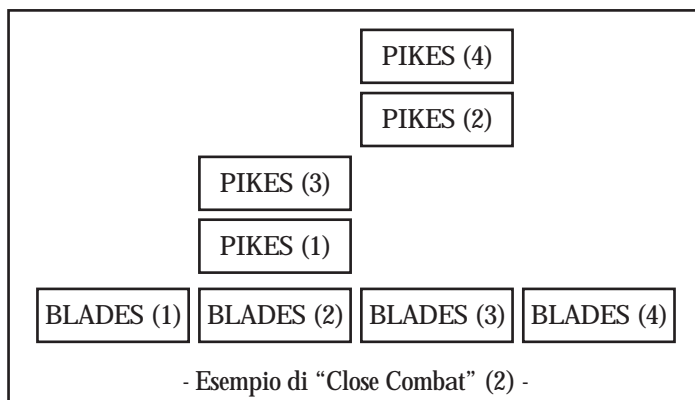 PIKES (4)
PIKES (2)
PIKES (3)
PIKES (1)
BLADES (1) BLADES (2) BLADES (3) BLADES (4)
- Esempio di “Close Combat” (2) -